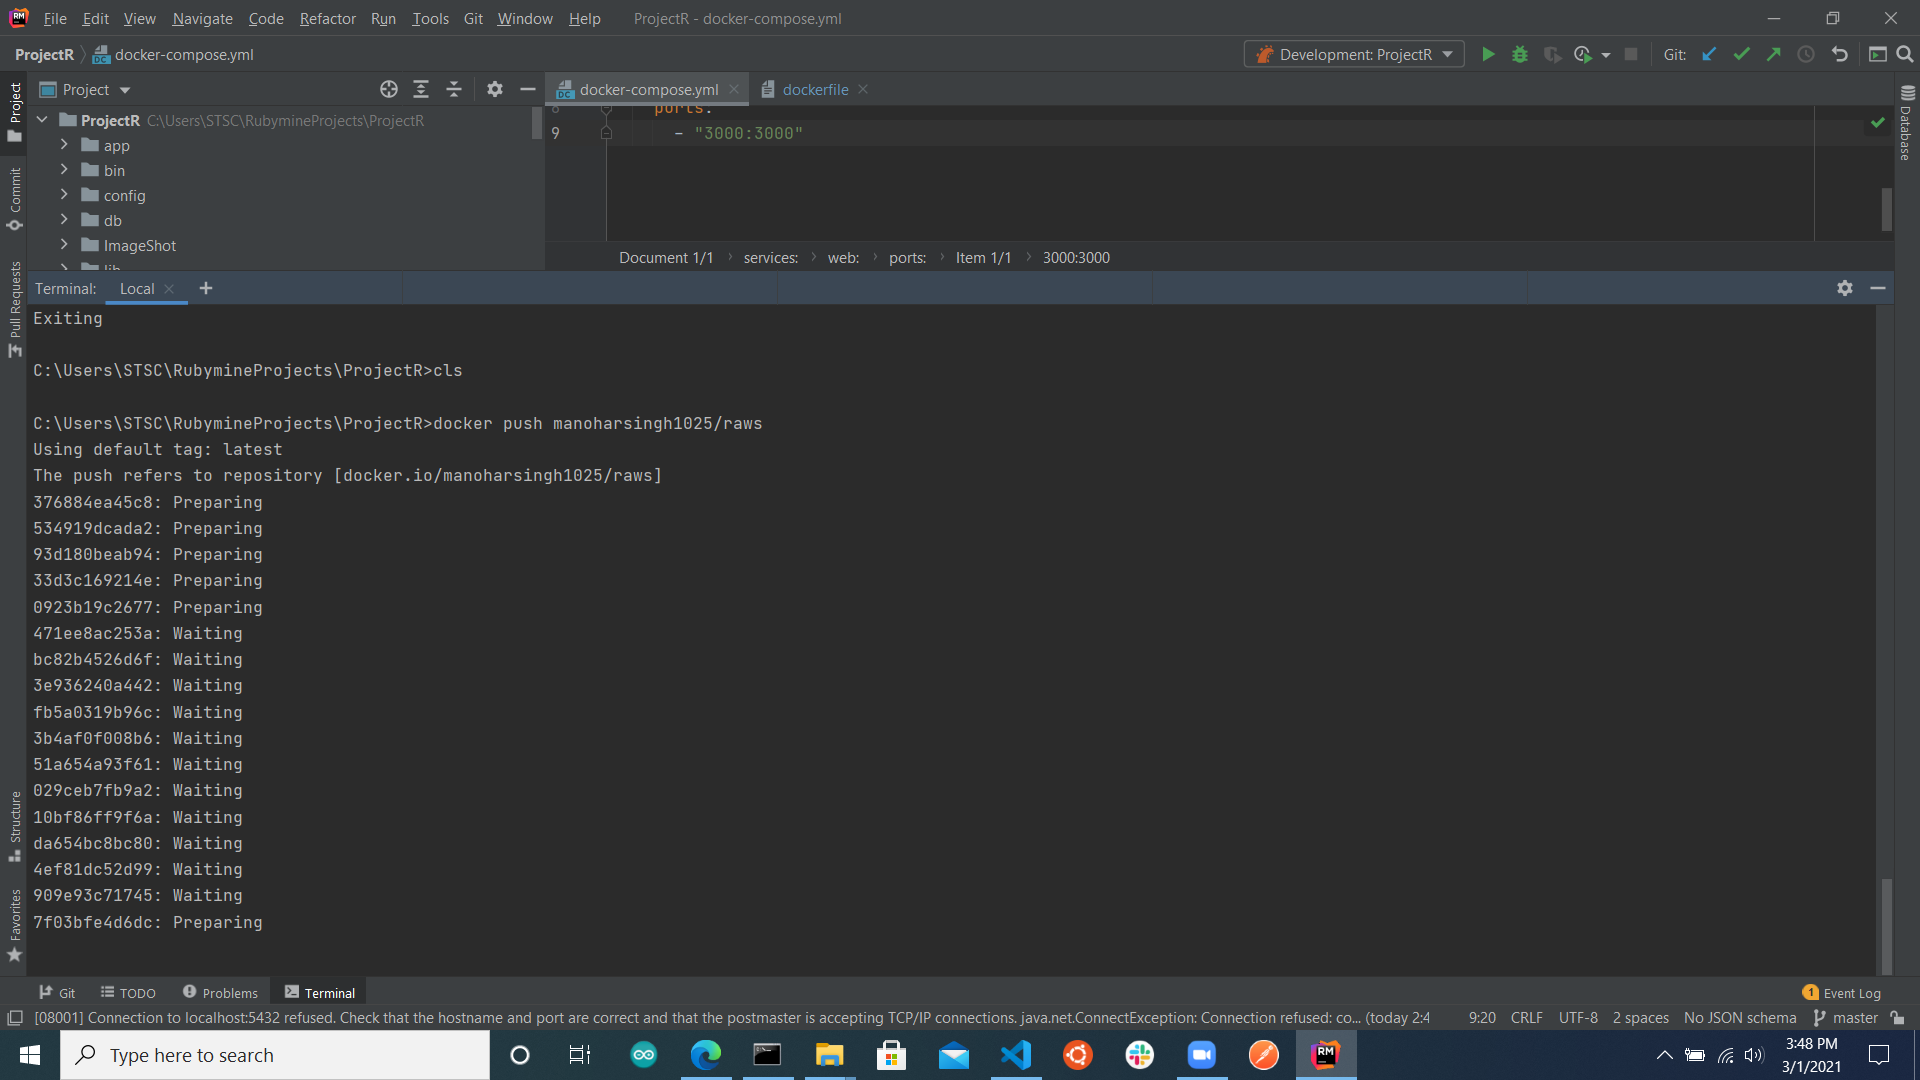 File Edit View Navigate Code Refactor Run Tools Git Window Help ProjectR - docker-compose.yml
ProjectR docker-compose.yml Development: ProjectR Git:
Project docker-compose.yml dockerfile
ProjectR C:\Users\STSC\RubymineProjects\ProjectR
app
bin
config
db
ImageShot
lib
8 ports:
9 - "3000:3000"
Document 1/1 services: web: ports: Item 1/1 3000:3000
Project
Commit
Pull Requests
Structure
Favorites
Database
Terminal: Local
Exiting
C:\Users\STSC\RubymineProjects\ProjectR>cls
C:\Users\STSC\RubymineProjects\ProjectR>docker push manoharsingh1025/raws
Using default tag: latest
The push refers to repository [docker.io/manoharsingh1025/raws]
376884ea45c8: Preparing
534919dcada2: Preparing
93d180beab94: Preparing
33d3c169214e: Preparing
0923b19c2677: Preparing
471ee8ac253a: Waiting
bc82b4526d6f: Waiting
3e936240a442: Waiting
fb5a0319b96c: Waiting
3b4af0f008b6: Waiting
51a654a93f61: Waiting
029ceb7fb9a2: Waiting
10bf86ff9f6a: Waiting
da654bc8bc80: Waiting
4ef81dc52d99: Waiting
909e93c71745: Waiting
7f03bfe4d6dc: Preparing
Git TODO Problems Terminal 1 Event Log
[08001] Connection to localhost:5432 refused. Check that the hostname and port are correct and that the postmaster is accepting TCP/IP connections. java.net.ConnectException: Connection refused: co... (today 2:4 9:20 CRLF UTF-8 2 spaces No JSON schema master
Type here to search
3:48 PM
3/1/2021